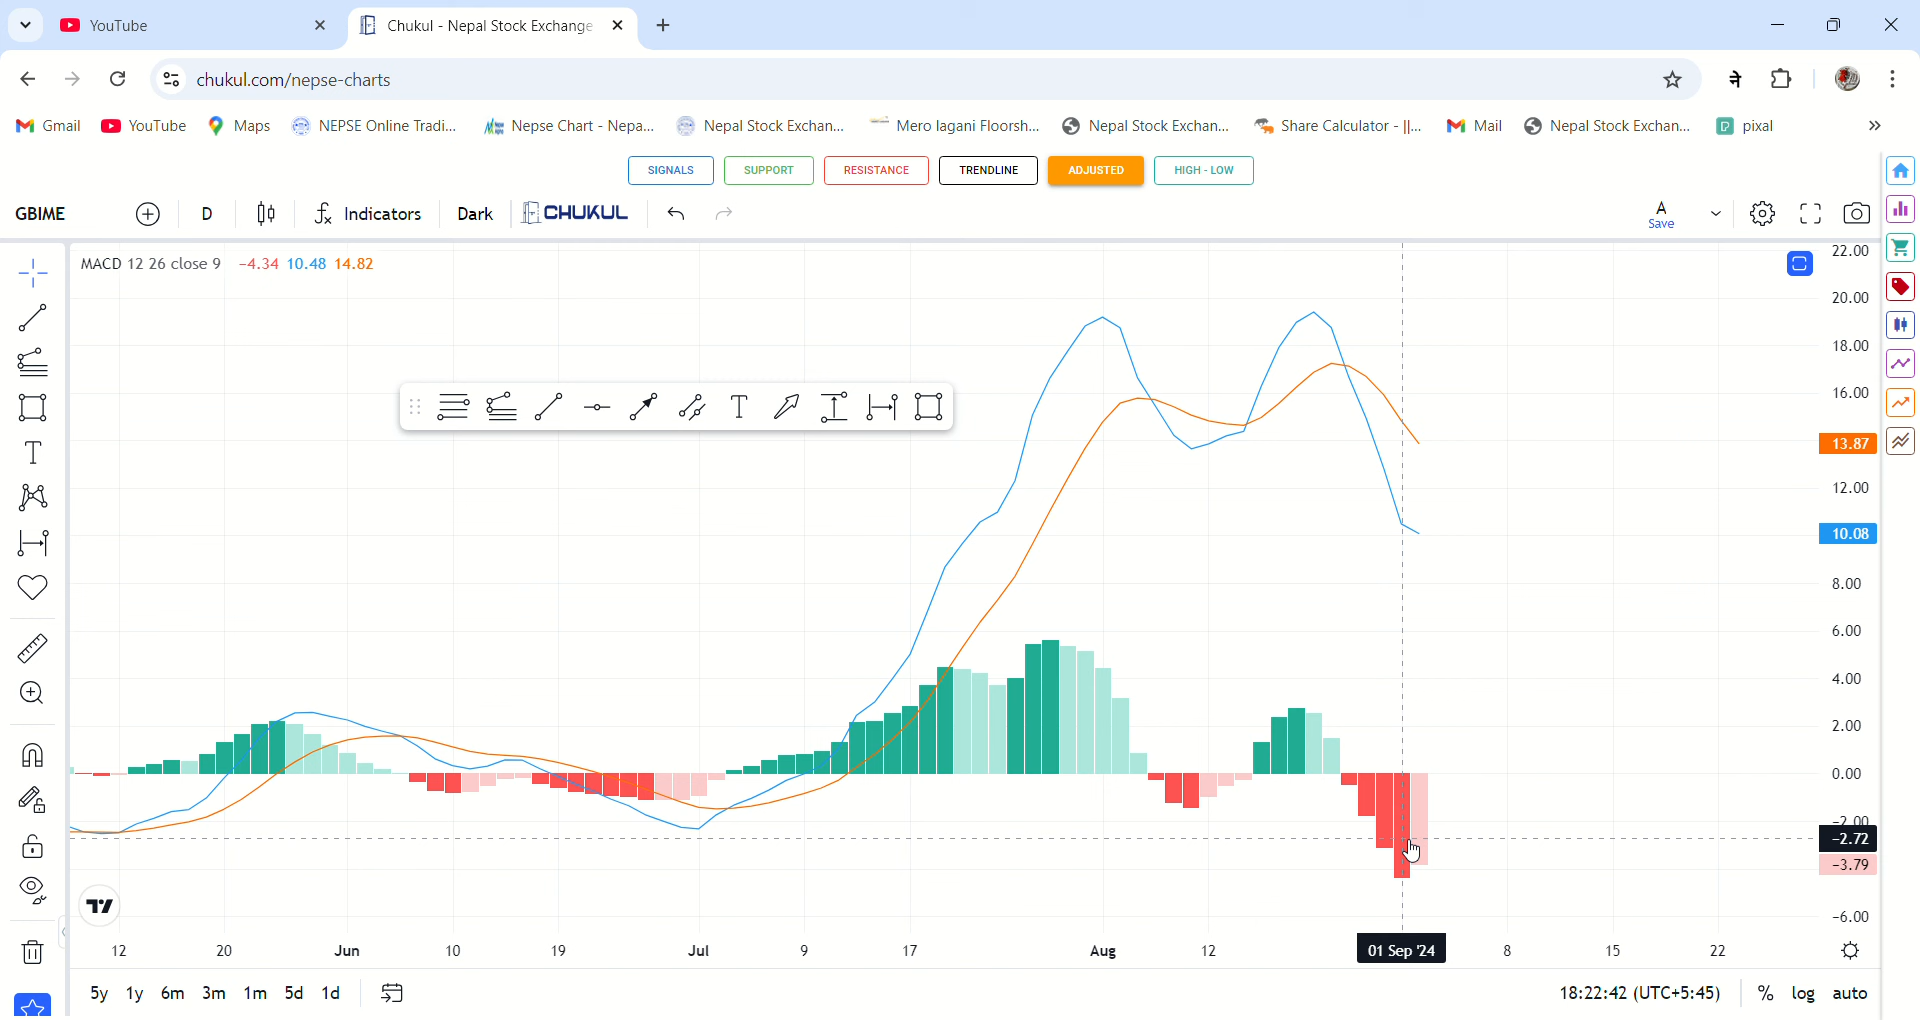 YouTube
Chukul - Nepal Stock Exchange
chukul.com/nepse-charts
ने
Gmail YouTube Maps NEPSE Online Tradi... Nepse Chart - Nepa... Nepal Stock Exchan... Mero lagani Floorsh... Nepal Stock Exchan... Share Calculator - ||... Mail Nepal Stock Exchan... pixal
SIGNALS SUPPORT RESISTANCE TRENDLINE ADJUSTED HIGH - LOW
GBIME D Indicators Dark CHUKUL A Save
MACD 12 26 close 9 −4.34 10.48 14.82
22.00
20.00
18.00
16.00
13.87
12.00
10.08
8.00
6.00
4.00
2.00
0.00
−2.00
−2.72
−3.79
−6.00
12 20 Jun 10 19 Jul 9 17 Aug 12 01 Sep '24 8 15 22
5y 1y 6m 3m 1m 5d 1d 18:22:42 (UTC+5:45) % log auto